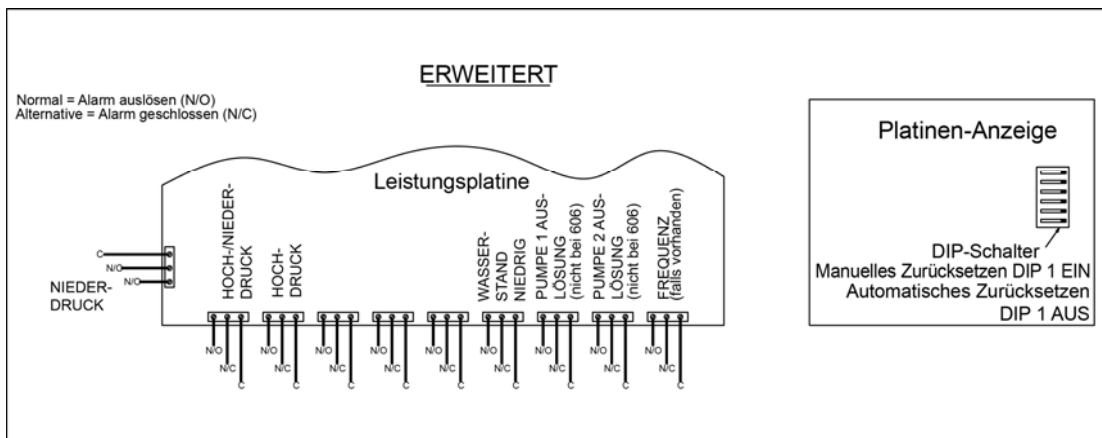 ERWEITERT
Normal = Alarm auslösen (N/O)
Alternative = Alarm geschlossen (N/C)
Leistungsplatine
C
N/O
N/O
NIEDER-
DRUCK
HOCH-/NIEDER-
DRUCK
HOCH-
DRUCK
WASSER-
STAND
NIEDRIG
PUMPE 1 AUS-
LÖSUNG
(nicht bei 606)
PUMPE 2 AUS-
LÖSUNG
(nicht bei 606)
FREQUENZ
(falls vorhanden)
N/O
N/C
C
N/O
N/C
C
N/O
N/C
C
N/O
N/C
C
N/O
N/C
C
N/O
N/C
C
N/O
N/C
C
N/O
N/C
C
N/O
N/C
C
Platinen-Anzeige
DIP-Schalter
Manuelles Zurücksetzen DIP 1 EIN
Automatisches Zurücksetzen
DIP 1 AUS